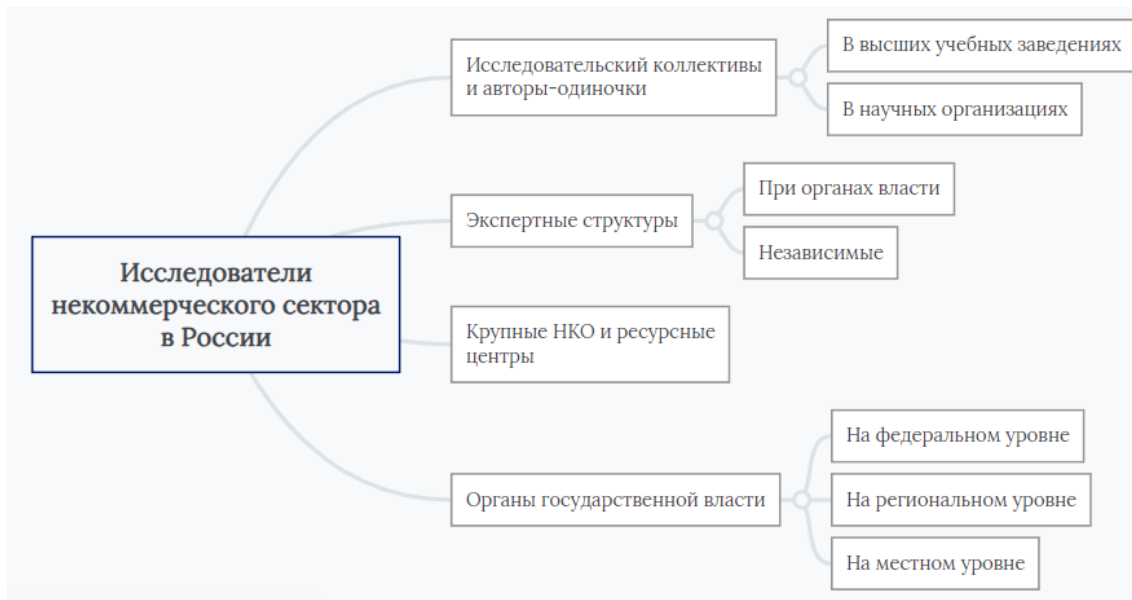 Исследователи
некоммерческого сектора
в России
Исследовательский коллективы
и авторы-одиночки
В высших учебных заведениях
В научных организациях
Экспертные структуры
При органах власти
Независимые
Крупные НКО и ресурсные
центры
Органы государственной власти
На федеральном уровне
На региональном уровне
На местном уровне